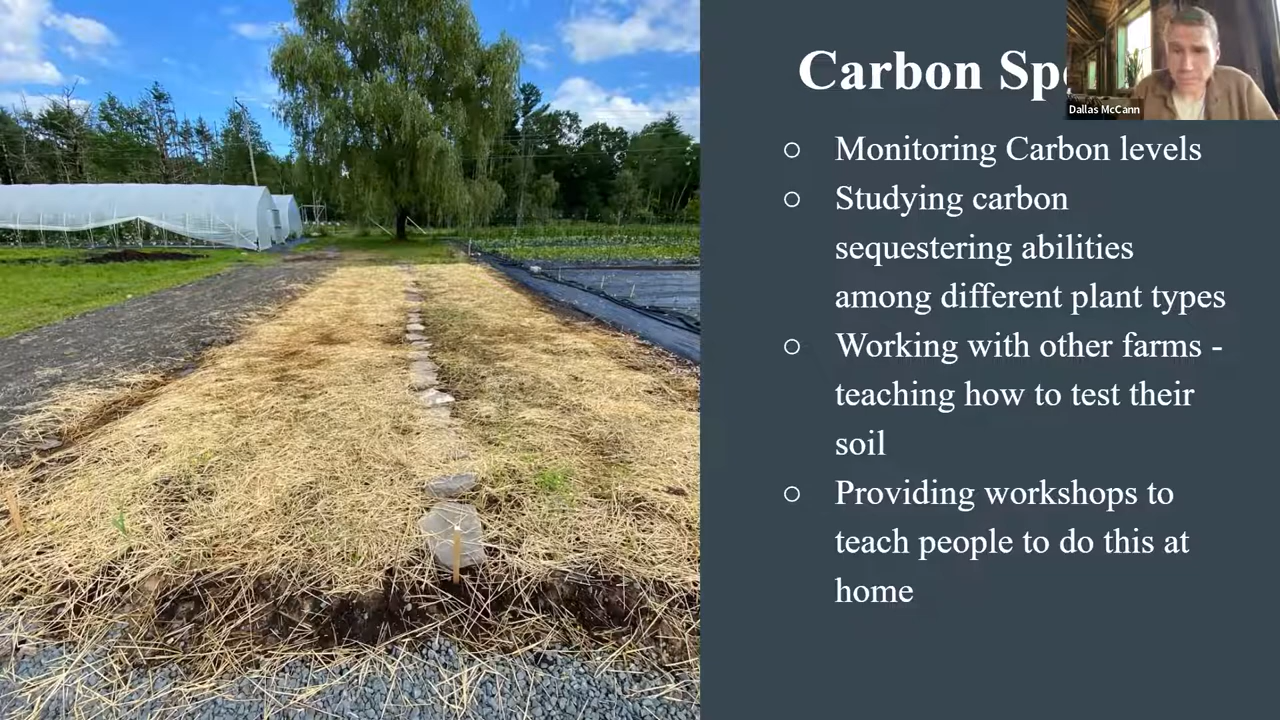 Carbon
Dallas McCann
○ Monitoring Carbon levels
○ Studying carbon
sequestering abilities
among different plant types
○ Working with other farms -
teaching how to test their
soil
○ Providing workshops to
teach people to do this at
home